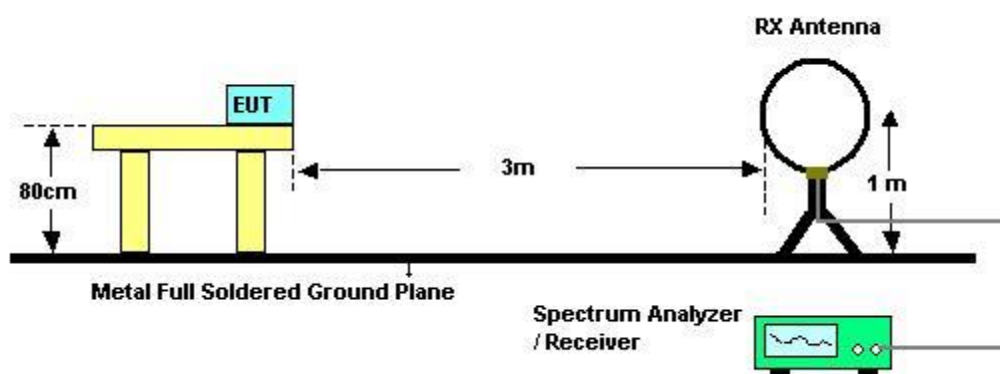 RX Antenna
EUT
3m
80cm
1 m
Metal Full Soldered Ground Plane
Spectrum Analyzer
/ Receiver